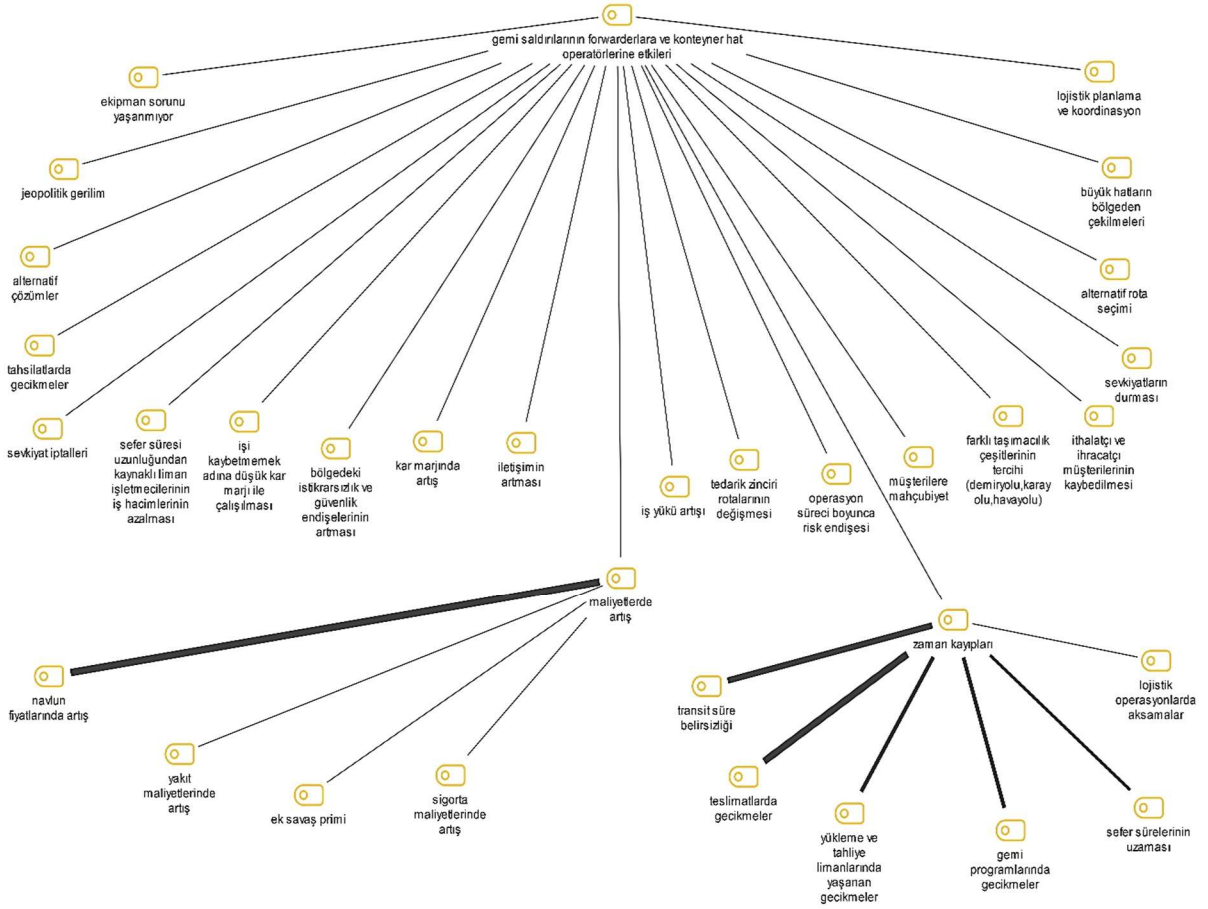 gemi saldırılarının forwarderlara ve konteyner hat
operatörlerine etkileri
ekipman sorunu
yaşanmıyor
lojistik planlama
ve koordinasyon
jeopolitik gerilim
büyük hatların
bölgeden
çekilmeleri
alternatif
çözümler
alternatif rota
seçimi
tahsilatlarda
gecikmeler
sevkiyatların
durması
sevkiyat iptalleri
sefer süresi
uzunluğundan
kaynaklı liman
işletmecilerinin
iş hacimlerinin
azalması
işi
kaybetmemek
adına düşük kar
marjı ile
çalışılması
bölgedeki
istikrarsızlık ve
güvenlik
endişelerinin
artması
kar marjında
artış
iletişimin
artması
iş yükü artışı
tedarik zinciri
rotalarının
değişmesi
operasyon
süreci boyunca
risk endişesi
müşterilere
mahçubiyet
farklı taşımacılık
çeşitlerinin
tercihi
(demiryolu,karay
olu,havayolu)
ithalatçı ve
ihracatçı
müşterilerinin
kaybedilmesi
maliyetlerde
artış
zaman kayıpları
navlun
fiyatlarında artış
yakıt
maliyetlerinde
artış
ek savaş primi
sigorta
maliyetlerinde
artış
transit süre
belirsizliği
teslimatlarda
gecikmeler
yükleme ve
tahliye
limanlarında
yaşanan
gecikmeler
gemi
programlarında
gecikmeler
sefer sürelerinin
uzaması
lojistik
operasyonlarda
aksamalar